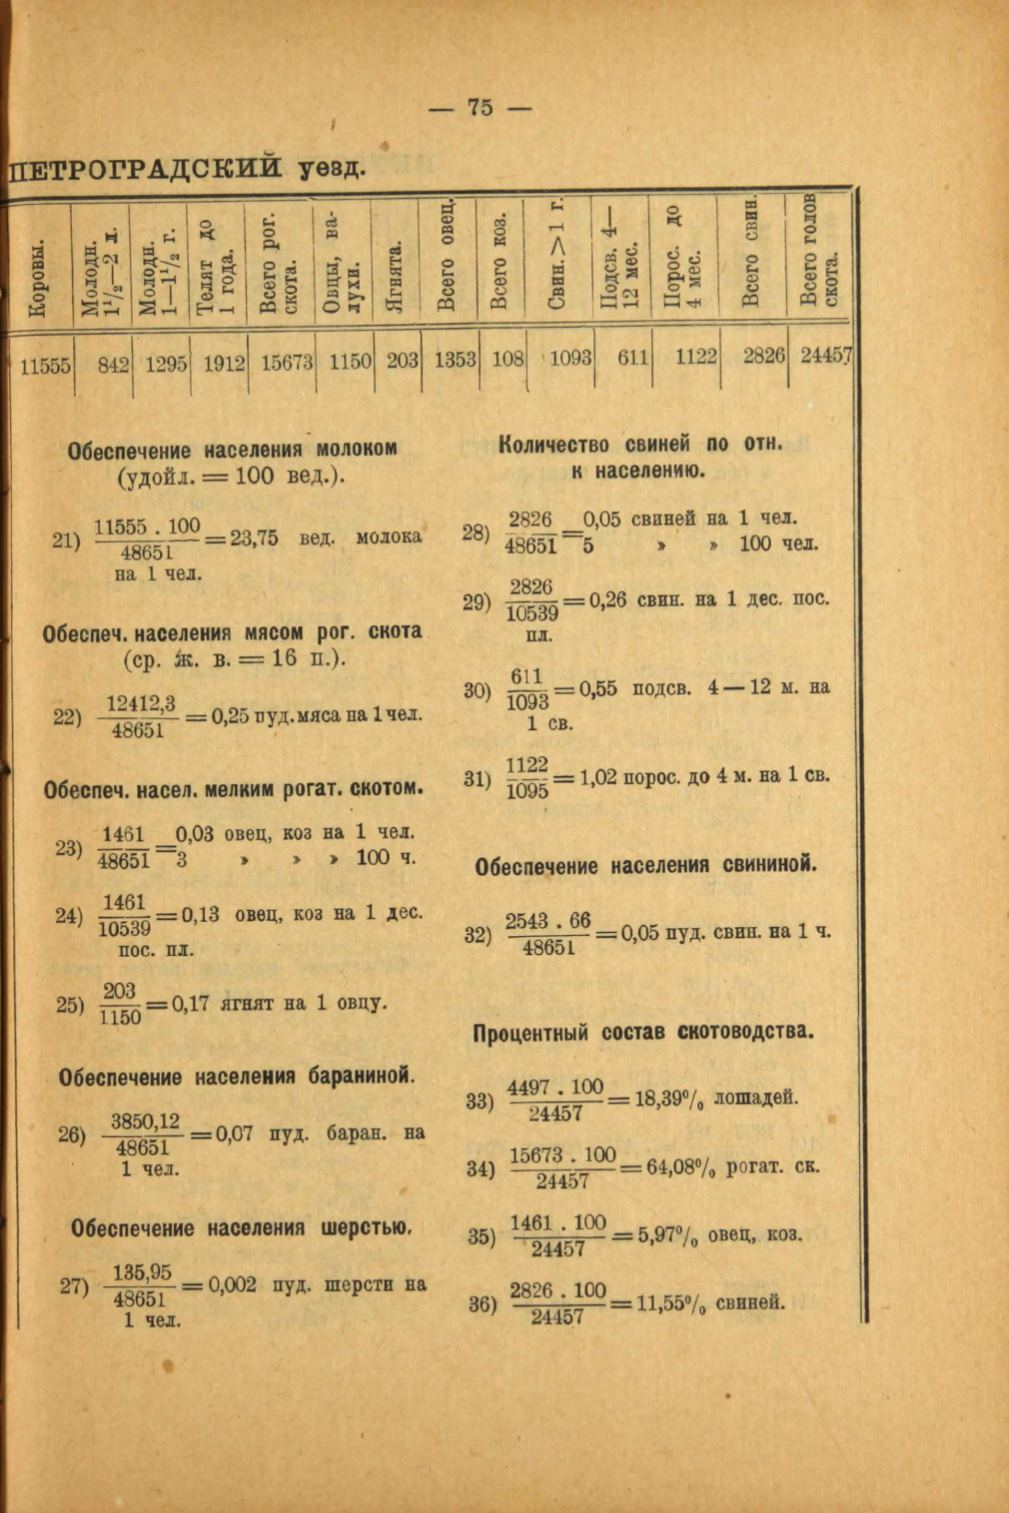 — 75 —
ПЕТРОГРАДСКИЙ уезд.
Коровы. | Молодн. 1¹/₂—2 л. | Молодн. 1—1¹/₂ г. | Телят до 1 года. | Всего рог. скота. | Овцы, валухи. | Ягнята. | Всего овец. | Всего коз. | Свин. > 1 г. | Подсв. 4—12 мес. | Порос. до 4 мес. | Всего свин. | Всего голов скота.
11555 | 842 | 1295 | 1912 | 15673 | 1150 | 203 | 1353 | 108 | 1093 | 611 | 1122 | 2826 | 24457
Обеспечение населения молоком
(удойл. = 100 вед.).
21) 11555 . 100 / 48651 = 23,75 вед. молока
на 1 чел.
Обеспеч. населения мясом рог. скота
(ср. ж. в. = 16 п.).
22) 12412,3 / 48651 = 0,25 пуд. мяса на 1 чел.
Обеспеч. насел. мелким рогат. скотом.
23) 1461 / 48651 = 0,03 овец, коз на 1 чел.
3 » » » 100 ч.
24) 1461 / 10539 = 0,13 овец, коз на 1 дес.
пос. пл.
25) 203 / 1150 = 0,17 ягнят на 1 овцу.
Обеспечение населения бараниной.
26) 3850,12 / 48651 = 0,07 пуд. баран. на
1 чел.
Обеспечение населения шерстью.
27) 135,95 / 48651 = 0,002 пуд. шерсти на
1 чел.
Количество свиней по отн.
к населению.
28) 2826 / 48651 = 0,05 свиней на 1 чел.
5 » » 100 чел.
29) 2826 / 10539 = 0,26 свин. на 1 дес. пос.
пл.
30) 611 / 1093 = 0,55 подсв. 4 — 12 м. на
1 св.
31) 1122 / 1095 = 1,02 порос. до 4 м. на 1 св.
Обеспечение населения свининой.
32) 2543 . 66 / 48651 = 0,05 пуд. свин. на 1 ч.
Процентный состав скотоводства.
33) 4497 . 100 / 24457 = 18,39% лошадей.
34) 15673 . 100 / 24457 = 64,08% рогат. ск.
35) 1461 . 100 / 24457 = 5,97% овец, коз.
36) 2826 . 100 / 24457 = 11,55% свиней.